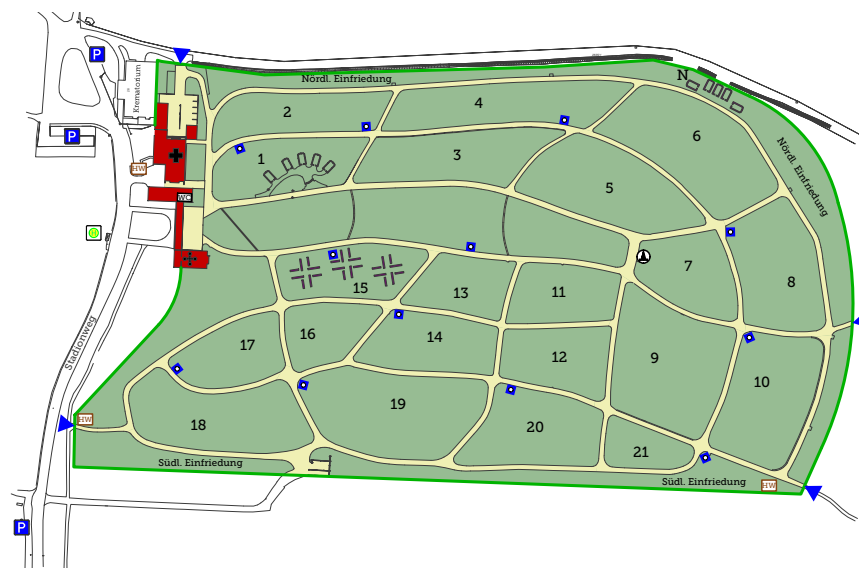 P
Nördl. Einfriedung
N
Krematorium
2
4
6
P
1
3
HW
5
Nördl. Einfriedung
WC
H
7
8
15
13
11
Stadionweg
17
16
14
12
9
10
HW
18
19
20
21
Südl. Einfriedung
Südl. Einfriedung
HW
P